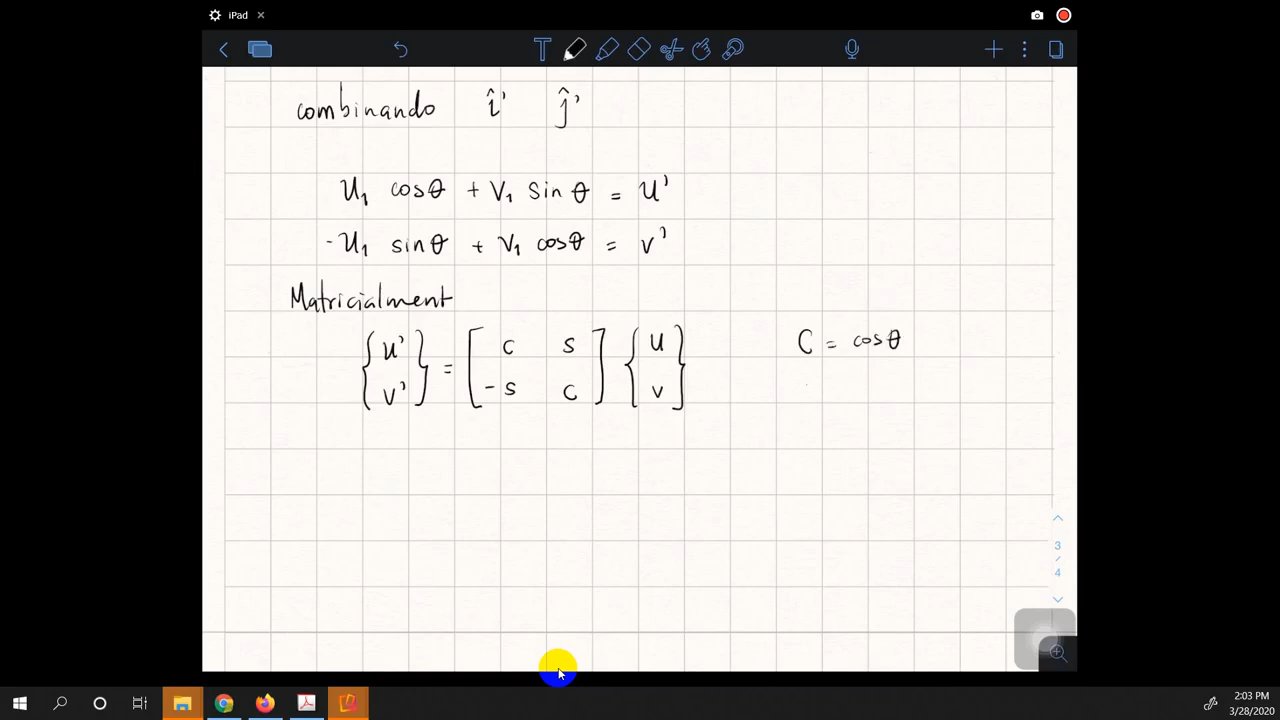 iPad
combinando î' ĵ'
U₁ cosθ + V₁ Sin θ = U'
-U₁ sinθ + V₁ cosθ = V'
Matricialment
{U' V'} = [C S -S C] {U V} C = cosθ
3
/
4
2:03 PM
3/28/2020